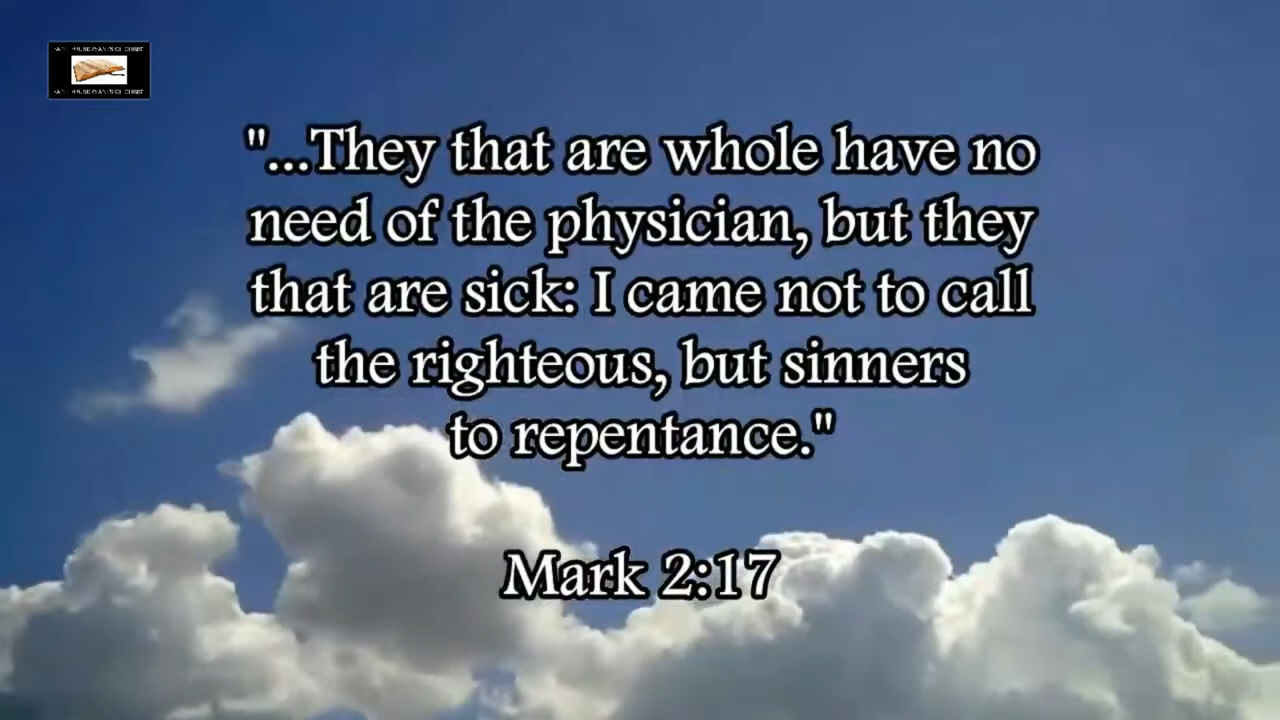 "...They that are whole have no
need of the physician, but they
that are sick: I came not to call
the righteous, but sinners
to repentance."
Mark 2:17